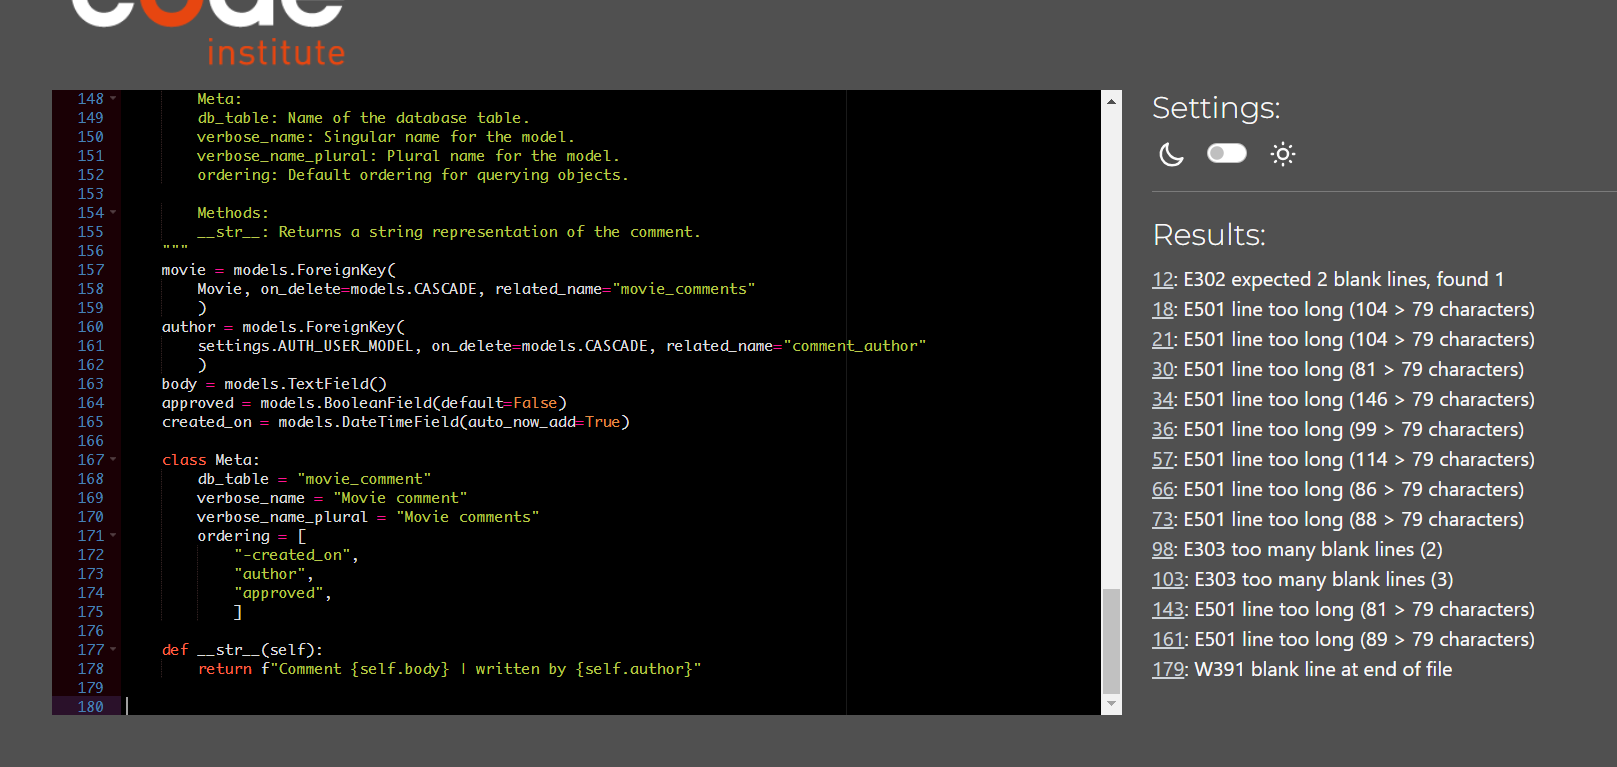 code
institute
148 Meta:
149 db_table: Name of the database table.
150 verbose_name: Singular name for the model.
151 verbose_name_plural: Plural name for the model.
152 ordering: Default ordering for querying objects.
153
154 Methods:
155 __str__: Returns a string representation of the comment.
156 """
157 movie = models.ForeignKey(
158 Movie, on_delete=models.CASCADE, related_name="movie_comments"
159 )
160 author = models.ForeignKey(
161 settings.AUTH_USER_MODEL, on_delete=models.CASCADE, related_name="comment_author"
162 )
163 body = models.TextField()
164 approved = models.BooleanField(default=False)
165 created_on = models.DateTimeField(auto_now_add=True)
166
167 class Meta:
168 db_table = "movie_comment"
169 verbose_name = "Movie comment"
170 verbose_name_plural = "Movie comments"
171 ordering = [
172 "-created_on",
173 "author",
174 "approved",
175 ]
176
177 def __str__(self):
178 return f"Comment {self.body} | written by {self.author}"
179
180
Settings:
Results:
12: E302 expected 2 blank lines, found 1
18: E501 line too long (104 > 79 characters)
21: E501 line too long (104 > 79 characters)
30: E501 line too long (81 > 79 characters)
34: E501 line too long (146 > 79 characters)
36: E501 line too long (99 > 79 characters)
57: E501 line too long (114 > 79 characters)
66: E501 line too long (86 > 79 characters)
73: E501 line too long (88 > 79 characters)
98: E303 too many blank lines (2)
103: E303 too many blank lines (3)
143: E501 line too long (81 > 79 characters)
161: E501 line too long (89 > 79 characters)
179: W391 blank line at end of file